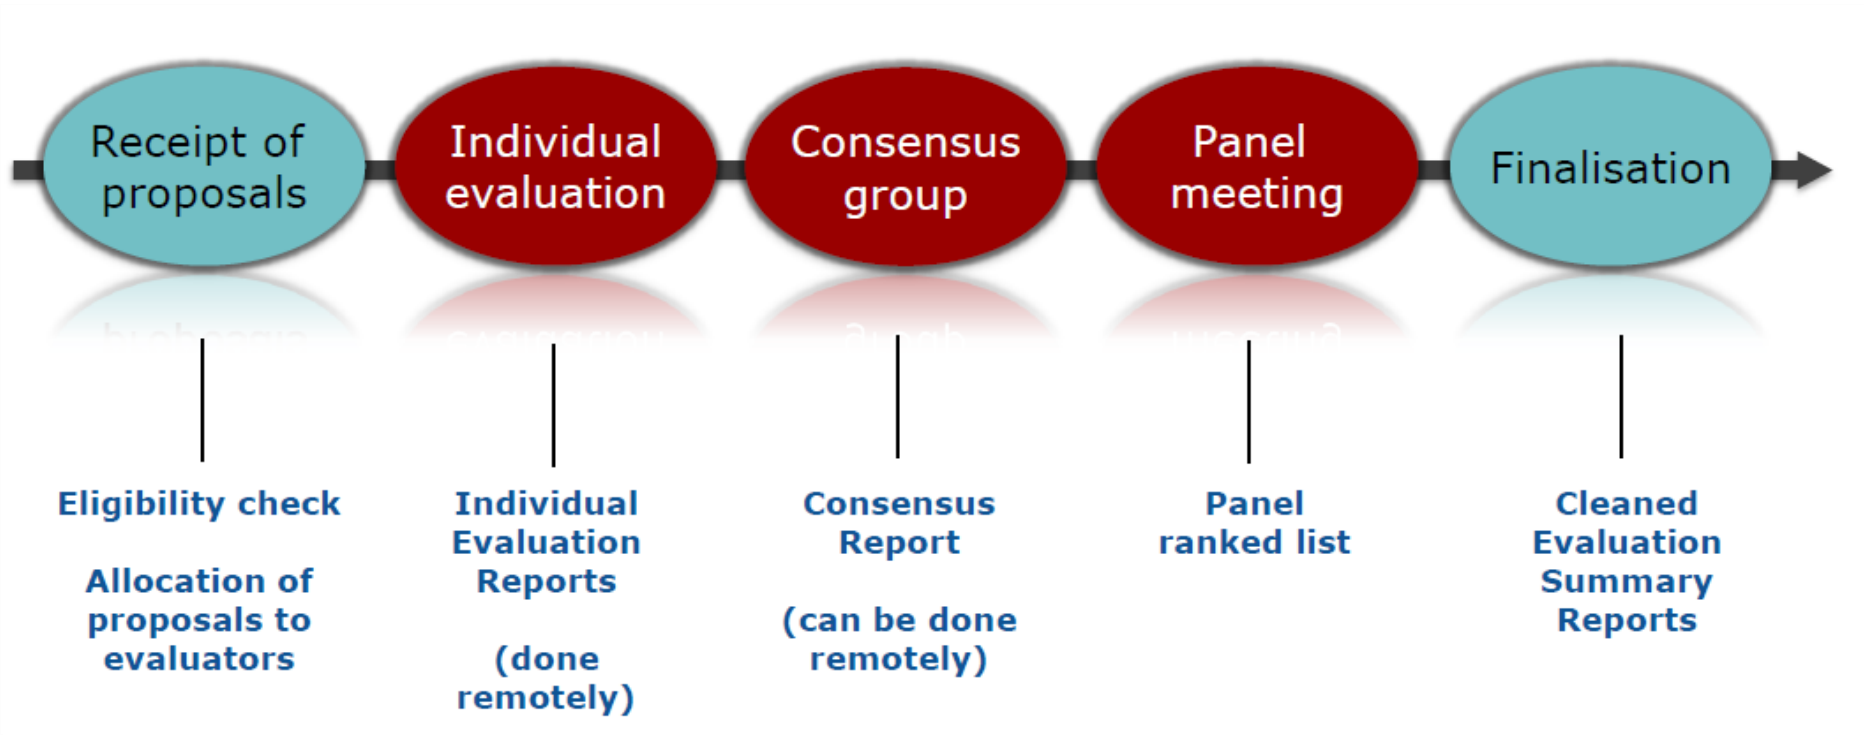 Receipt of
proposals
Individual
evaluation
Consensus
group
Panel
meeting
Finalisation
Eligibility check
Allocation of
proposals to
evaluators
Individual
Evaluation
Reports
(done
remotely)
Consensus
Report
(can be done
remotely)
Panel
ranked list
Cleaned
Evaluation
Summary
Reports